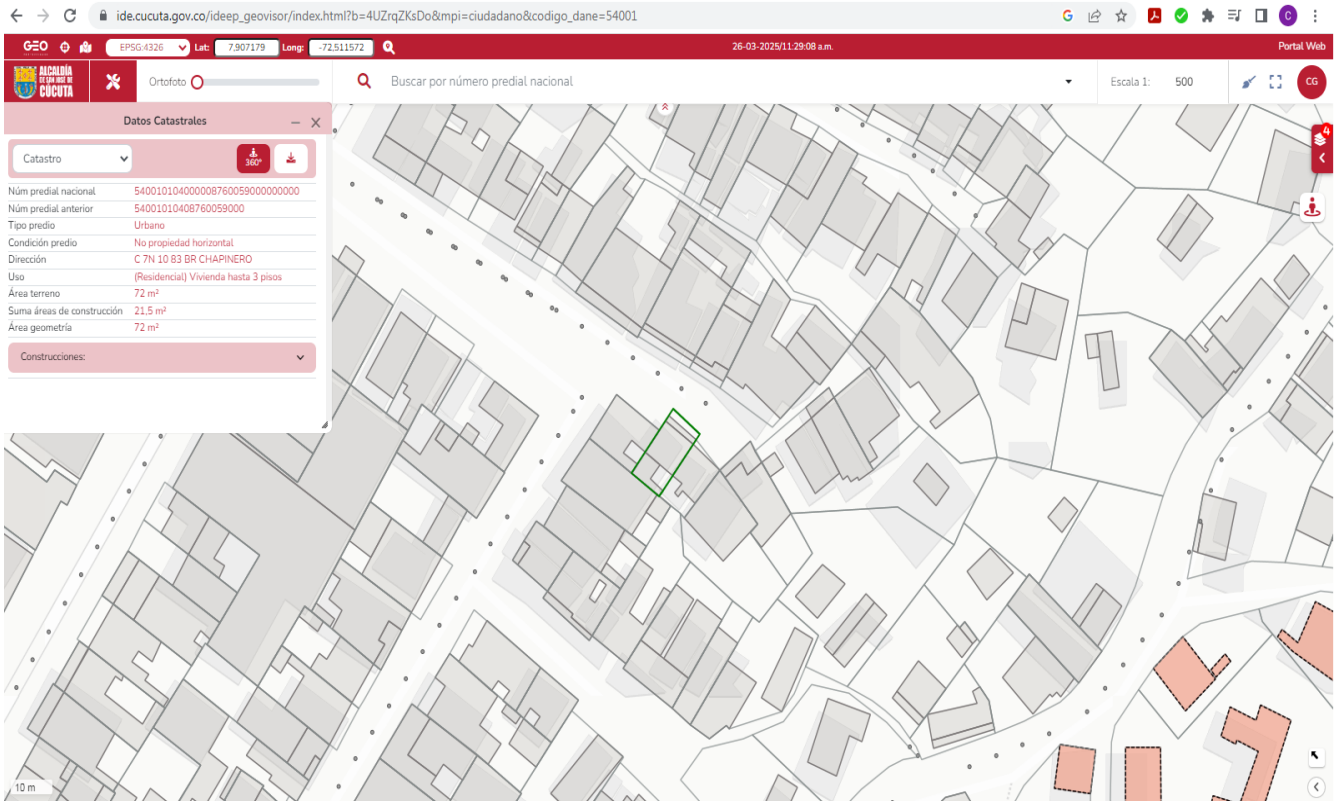 ide.cucuta.gov.co/ideep_geovisor/index.html?b=4UZrqZKsDo&mpi=ciudadano&codigo_dane=54001
C
GEO EPSG:4326 Lat: 7,907179 Long: -72,511572 26-03-2025/11:29:08 a.m. Portal Web
ALCALDÍA
DE SAN JOSÉ DE
CÚCUTA
Ortofoto Buscar por número predial nacional Escala 1: 500 CG
Datos Catastrales
4
Catastro 360°
Núm predial nacional 540010104000008760059000000000
Núm predial anterior 54001010408760059000
Tipo predio Urbano
Condición predio No propiedad horizontal
Dirección C 7N 10 83 BR CHAPINERO
Uso (Residencial) Vivienda hasta 3 pisos
Área terreno 72 m²
Suma áreas de construcción 21,5 m²
Área geometría 72 m²
Construcciones:
10 m